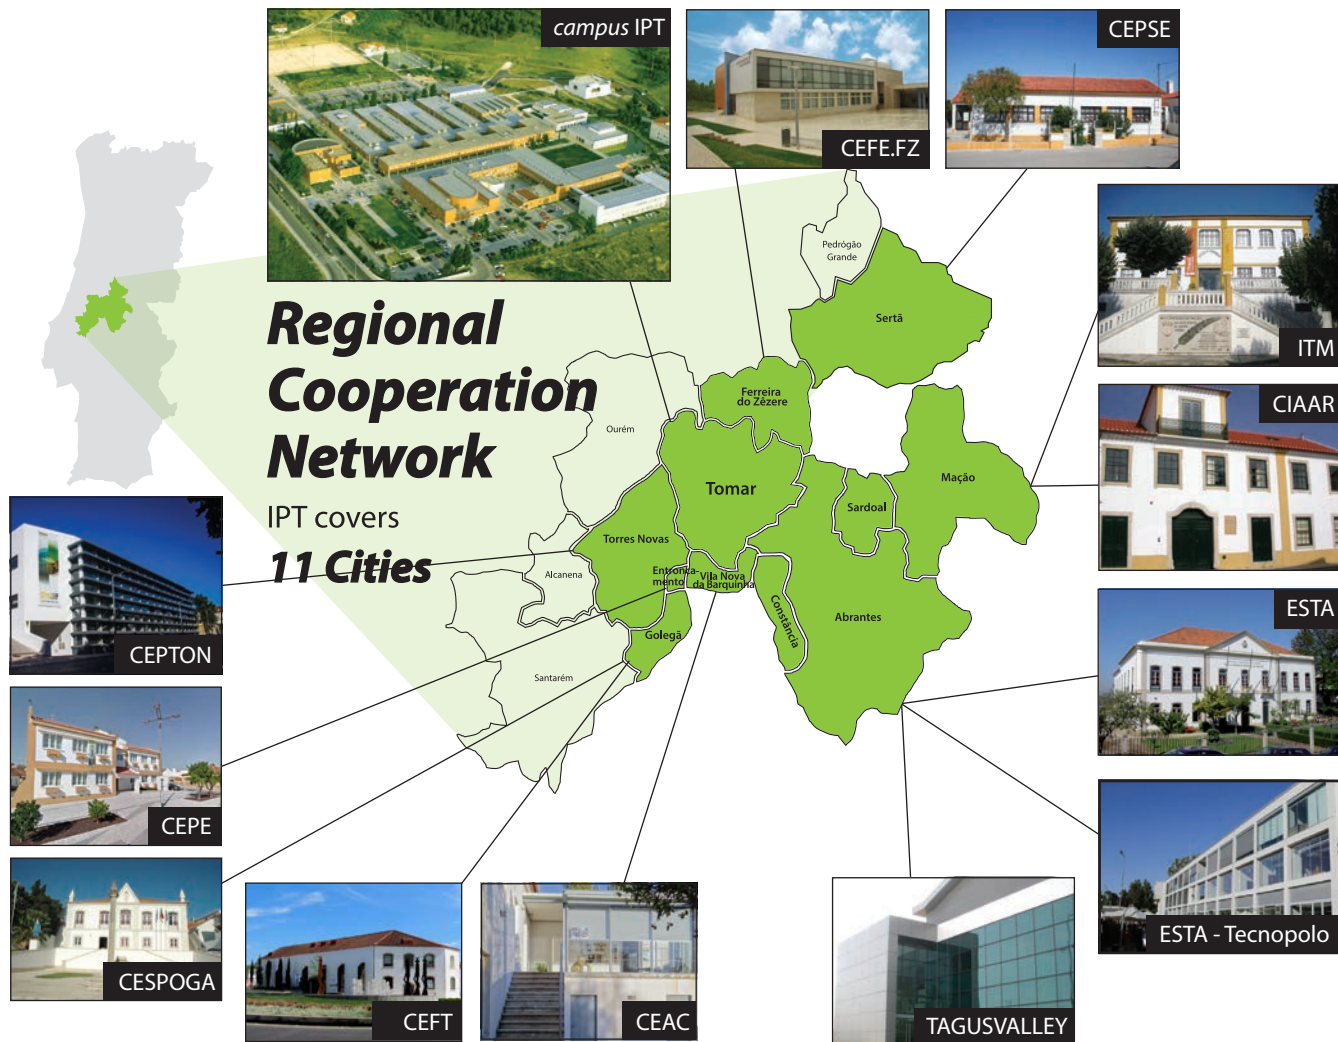 campus IPT
CEFE.FZ
CEPSE
Pedrógão
Grande
Sertã
ITM
Regional
Cooperation
Network
IPT covers
11 Cities
Ferreira
do Zêzere
Ourém
Tomar
Mação
Sardoal
CIAAR
Torres Novas
Alcanena
Entronca-
mento
Vila Nova
da Barquinha
Constância
Abrantes
Golegã
Santarém
CEPTON
ESTA
CEPE
ESTA - Tecnopolo
CESPOGA
CEFT
CEAC
TAGUSVALLEY